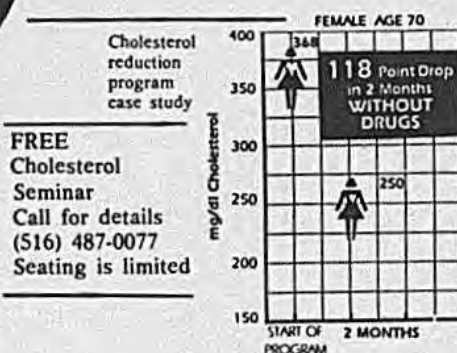 Cholesterol
reduction
program
case study
FREE
Cholesterol
Seminar
Call for details
(516) 487-0077
Seating is limited
FEMALE AGE 70
mg/dl Cholesterol
400
350
300
250
200
150
368
118 Point Drop
in 2 Months
WITHOUT
DRUGS
250
START OF
PROGRAM
2 MONTHS